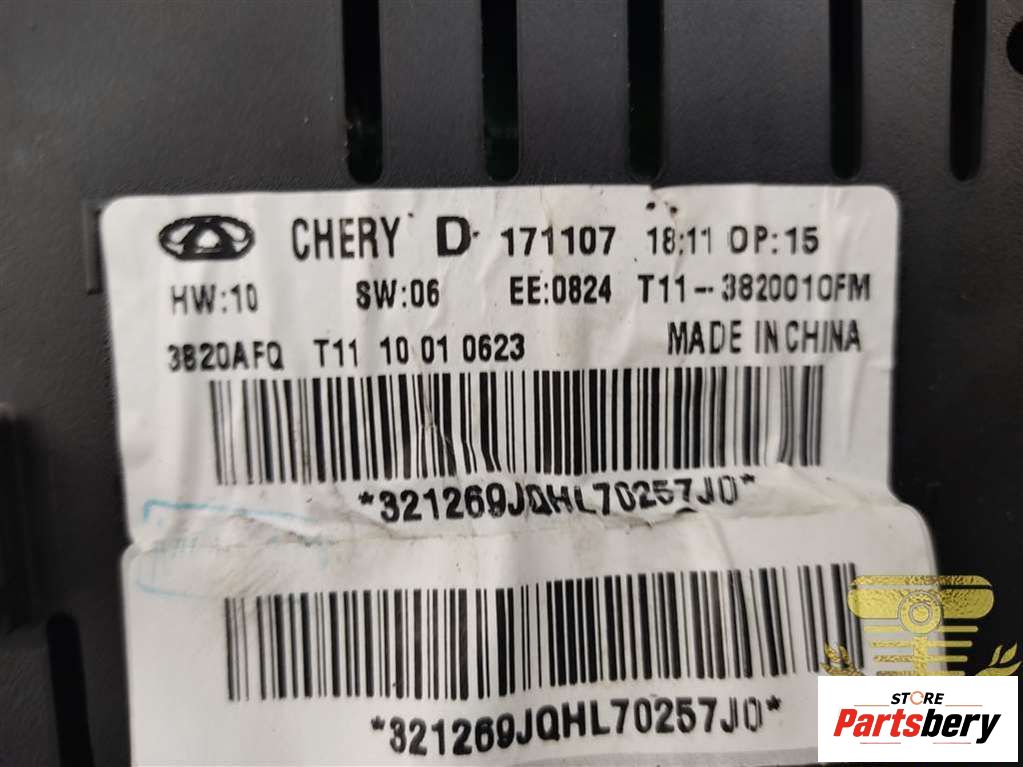 CHERY D 171107 18:11 OP:15
HW:10 SW:06 EE:0824 T11--3820010FM
3820AFQ T11 10 01 0623 MADE IN CHINA
*321269JQHL70257J0*
*321269JQHL70257J0*
STORE
Partsbery